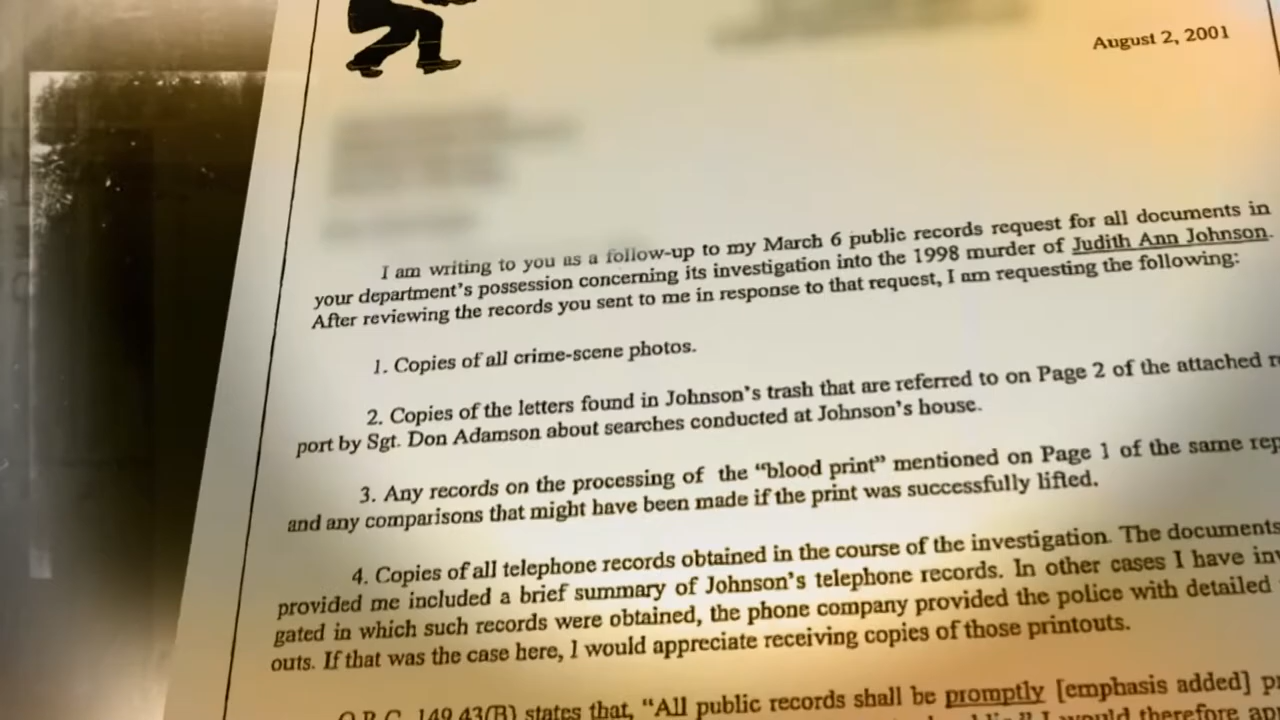 August 2, 2001
I am writing to you as a follow-up to my March 6 public records request for all documents in
your department's possession concerning its investigation into the 1998 murder of Judith Ann Johnson.
After reviewing the records you sent to me in response to that request, I am requesting the following:
1. Copies of all crime-scene photos.
2. Copies of the letters found in Johnson's trash that are referred to on Page 2 of the attached re
port by Sgt. Don Adamson about searches conducted at Johnson's house.
3. Any records on the processing of the "blood print" mentioned on Page 1 of the same rep
and any comparisons that might have been made if the print was successfully lifted.
4. Copies of all telephone records obtained in the course of the investigation. The documents
provided me included a brief summary of Johnson's telephone records. In other cases I have inv
gated in which such records were obtained, the phone company provided the police with detailed
outs. If that was the case here, I would appreciate receiving copies of those printouts.
O.R.C. 149.43(B) states that, "All public records shall be promptly [emphasis added] pr
I would therefore